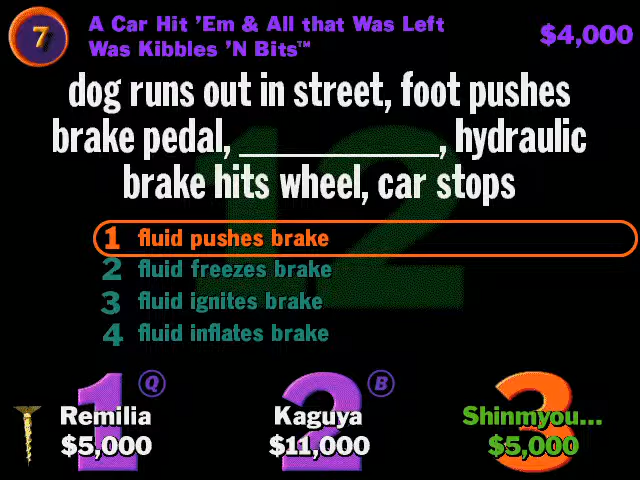 7
A Car Hit 'Em & All that Was Left
Was Kibbles 'N Bits™
$4,000
dog runs out in street, foot pushes
brake pedal, __________, hydraulic
brake hits wheel, car stops
12
1 fluid pushes brake
2 fluid freezes brake
3 fluid ignites brake
4 fluid inflates brake
1 Q
Remilia
$5,000
2 B
Kaguya
$11,000
3
Shinmyou...
$5,000